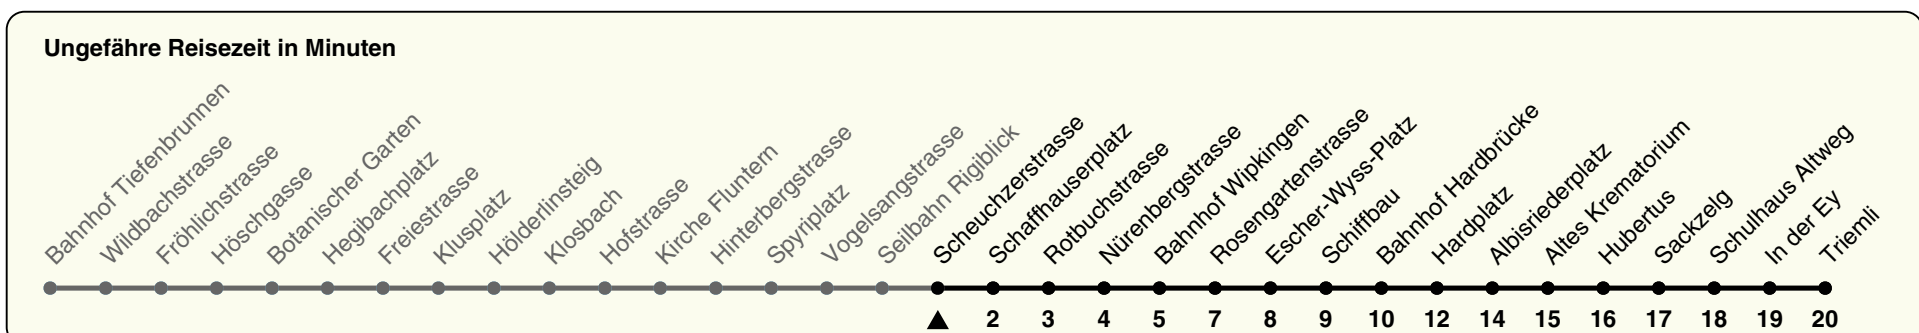 Ungefähre Reisezeit in Minuten
Bahnhof Tiefenbrunnen
Wildbachstrasse
Fröhlichstrasse
Höschgasse
Botanischer Garten
Hegibachplatz
Freiestrasse
Klusplatz
Hölderlinsteig
Klosbach
Hofstrasse
Kirche Fluntern
Hinterbergstrasse
Spyriplatz
Vogelsangstrasse
Seilbahn Rigiblick
Scheuchzerstrasse
Schaffhauserplatz
Rotbuchstrasse
Nürenbergstrasse
Bahnhof Wipkingen
Rosengartenstrasse
Escher-Wyss-Platz
Schiffbau
Bahnhof Hardbrücke
Hardplatz
Albisriederplatz
Altes Krematorium
Hubertus
Sackzelg
Schulhaus Altweg
In der Ey
Triemli
2 3 4 5 7 8 9 10 12 14 15 16 17 18 19 20